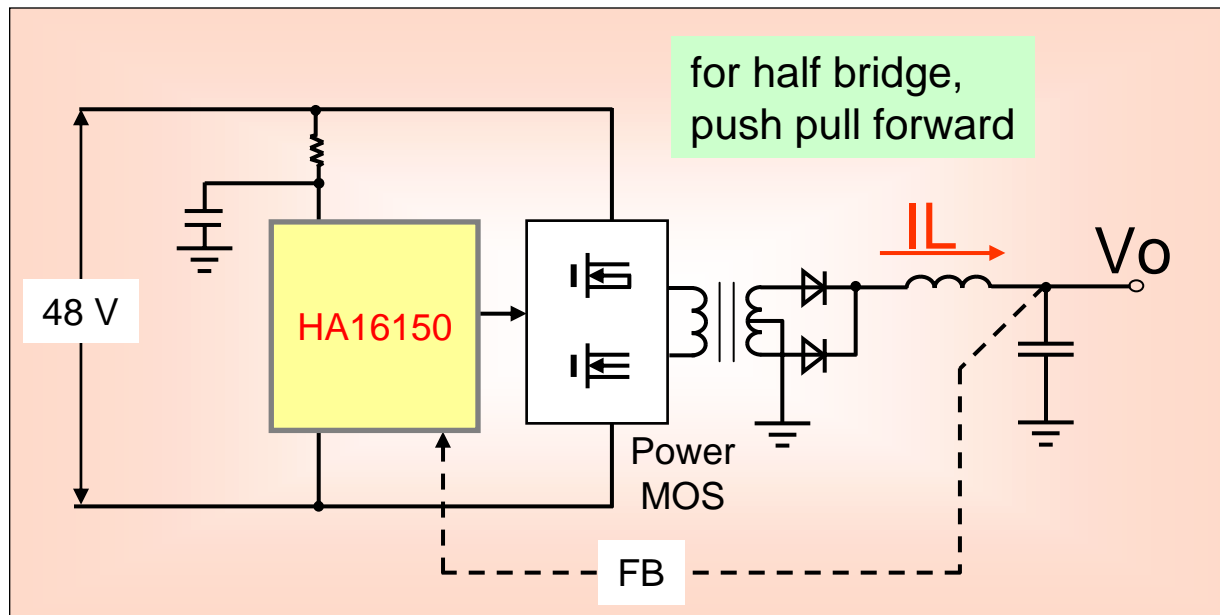 for half bridge,
push pull forward
IL
Vo
48 V
HA16150
Power
MOS
FB